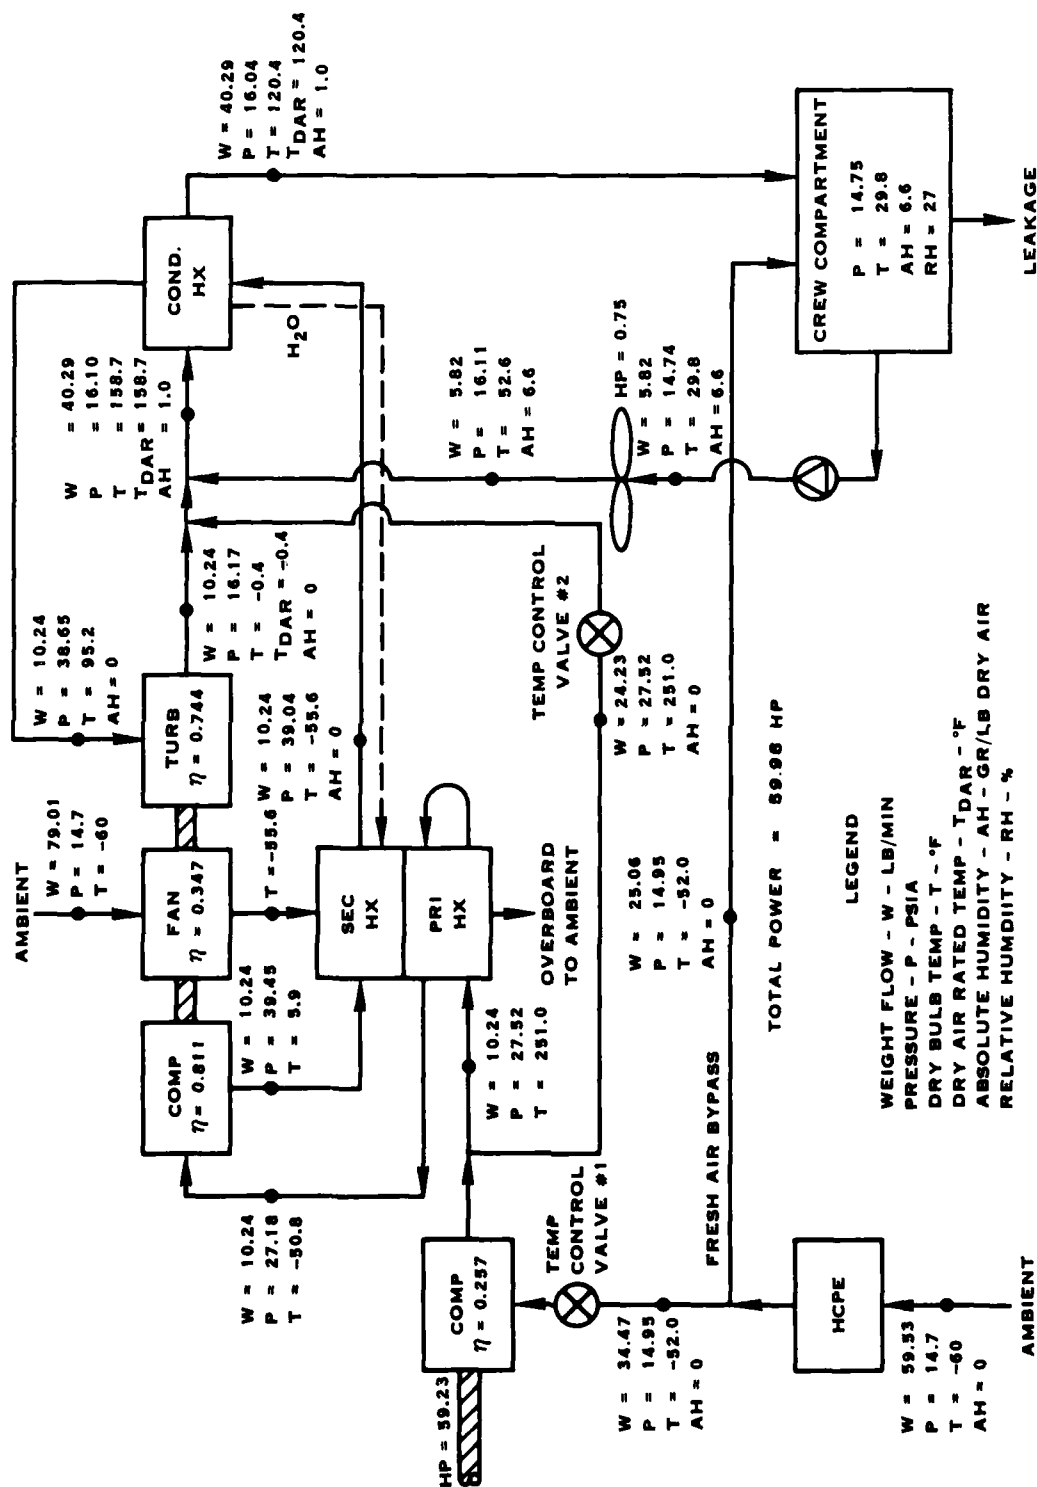 HP = 59.23
COMP
η = 0.257
TEMP
CONTROL
VALVE #1
W = 34.47
P = 14.95
T = -52.0
AH = 0
HCPE
W = 59.53
P = 14.7
T = -60
AH = 0
AMBIENT
FRESH AIR BYPASS
W = 10.24
P = 27.18
T = -50.8
COMP
η = 0.811
W = 10.24
P = 39.45
T = 5.9
AMBIENT
W = 79.01
P = 14.7
T = -60
FAN
η = 0.347
T = -55.6
SEC
HX
PRI
HX
OVERBOARD
TO AMBIENT
W = 10.24
P = 27.52
T = 251.0
W = 10.24
P = 38.65
T = 95.2
AH = 0
TURB
η = 0.744
W = 10.24
P = 39.04
T = -55.6
AH = 0
W = 10.24
P = 16.17
T = -0.4
TDAR = -0.4
AH = 0
TEMP CONTROL
VALVE #2
W = 24.23
P = 27.52
T = 251.0
AH = 0
W = 25.06
P = 14.95
T = -52.0
AH = 0
W = 40.29
P = 16.10
T = 158.7
TDAR = 158.7
AH = 1.0
COND.
HX
H2O
W = 40.29
P = 16.04
T = 120.4
TDAR = 120.4
AH = 1.0
W = 5.82
P = 16.11
T = 52.6
AH = 6.6
HP = 0.75
W = 5.82
P = 14.74
T = 29.8
AH = 6.6
CREW COMPARTMENT
P = 14.75
T = 29.8
AH = 6.6
RH = 27
LEAKAGE
TOTAL POWER = 59.98 HP
LEGEND
WEIGHT FLOW - W - LB/MIN
PRESSURE - P - PSIA
DRY BULB TEMP - T - °F
DRY AIR RATED TEMP - TDAR - °F
ABSOLUTE HUMIDITY - AH - GR/LB DRY AIR
RELATIVE HUMDIITY - RH - %